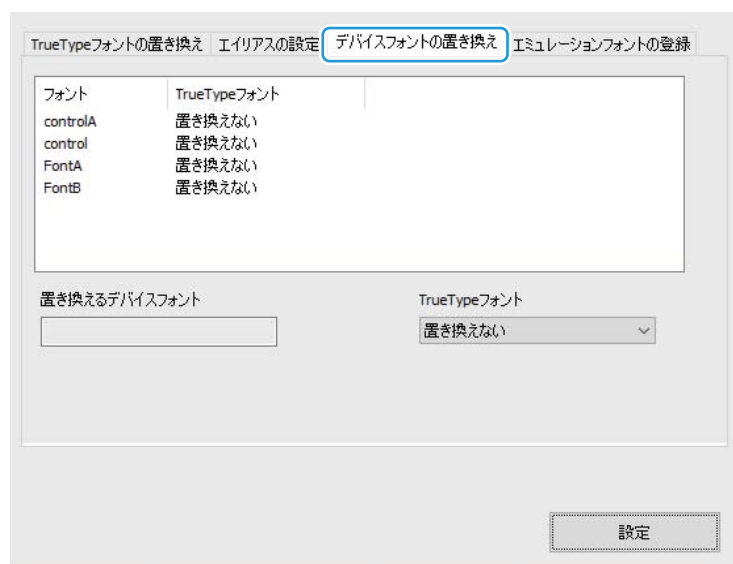 TrueTypeフォントの置き換え エイリアスの設定 デバイスフォントの置き換え エミュレーションフォントの登録
フォント TrueTypeフォント
controlA 置き換えない
control 置き換えない
FontA 置き換えない
FontB 置き換えない
置き換えるデバイスフォント TrueTypeフォント
置き換えない
設定